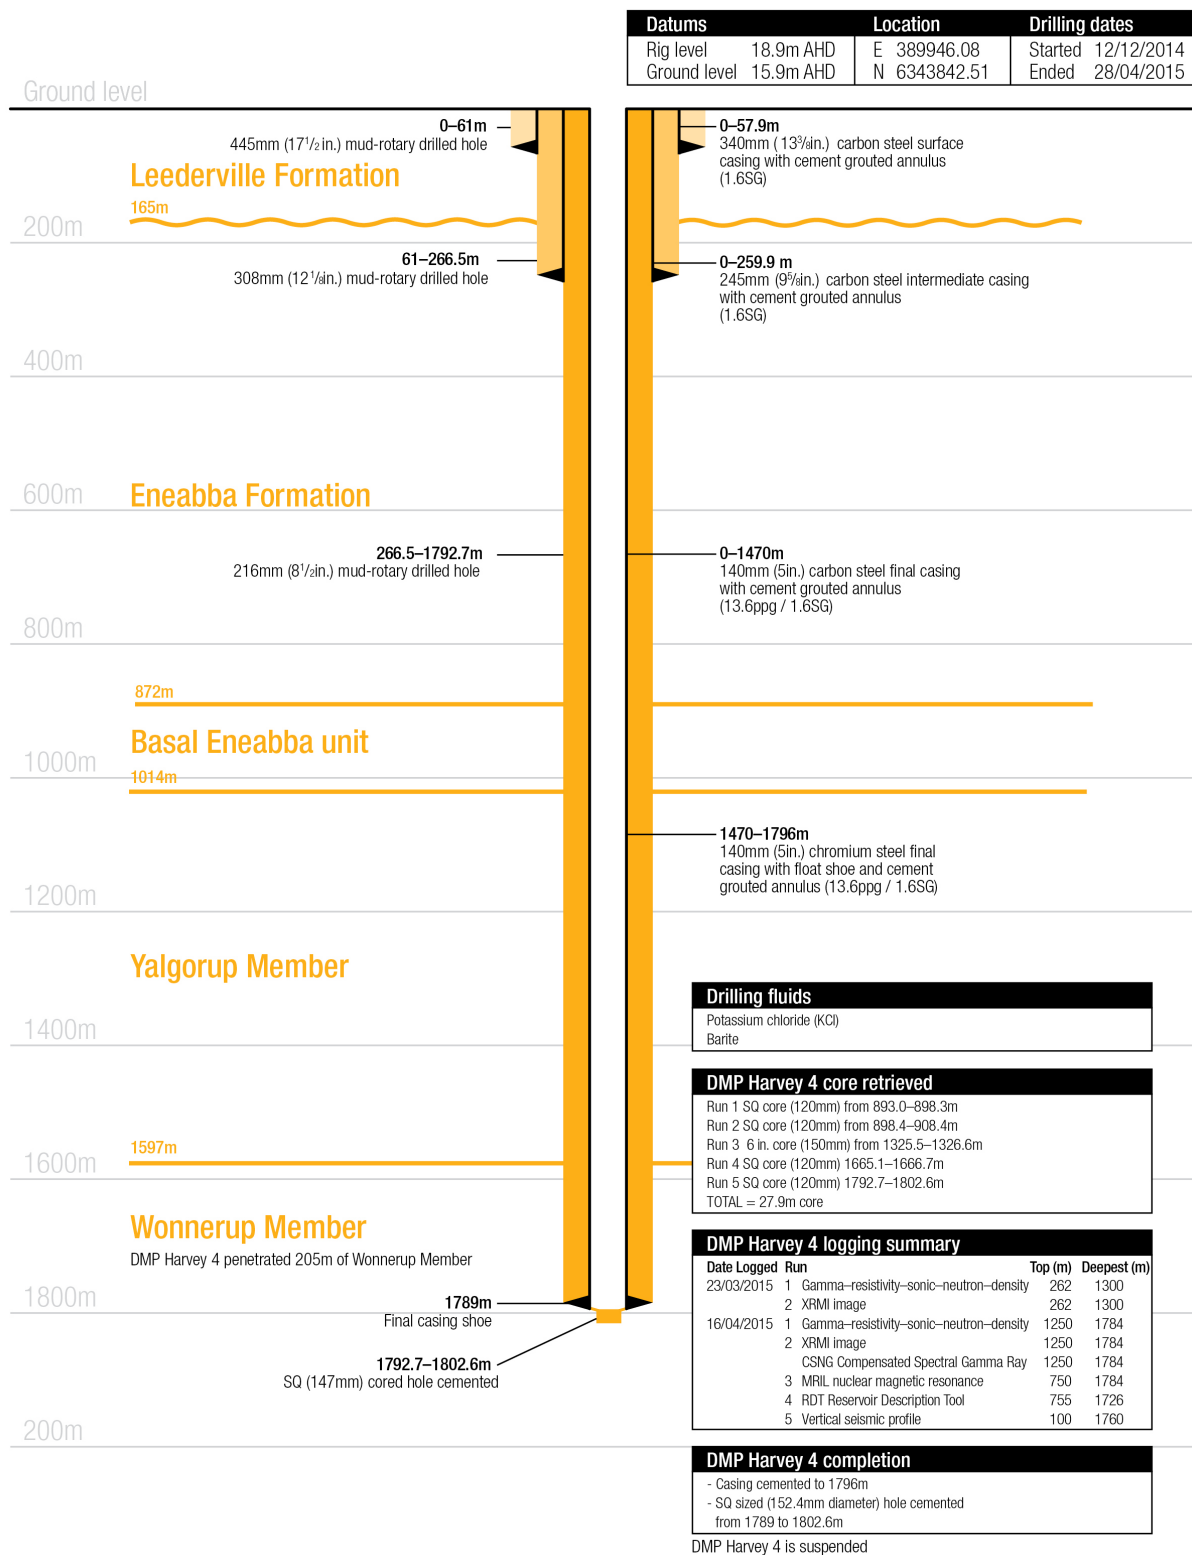 Datums Location Drilling dates
Rig level 18.9m AHD E 389946.08 Started 12/12/2014
Ground level 15.9m AHD N 6343842.51 Ended 28/04/2015
Ground level
0–61m
445mm (17 1/2 in.) mud-rotary drilled hole
0–57.9m
340mm ( 13 3/8in.) carbon steel surface
casing with cement grouted annulus
(1.6SG)
Leederville Formation
165m
200m
61–266.5m
308mm (12 1/8in.) mud-rotary drilled hole
0–259.9 m
245mm (9 5/8in.) carbon steel intermediate casing
with cement grouted annulus
(1.6SG)
400m
600m
Eneabba Formation
266.5–1792.7m
216mm (8 1/2in.) mud-rotary drilled hole
0–1470m
140mm (5in.) carbon steel final casing
with cement grouted annulus
(13.6ppg / 1.6SG)
800m
872m
Basal Eneabba unit
1000m
1014m
1470–1796m
140mm (5in.) chromium steel final
casing with float shoe and cement
grouted annulus (13.6ppg / 1.6SG)
1200m
Yalgorup Member
1400m
Drilling fluids
Potassium chloride (KCl)
Barite
DMP Harvey 4 core retrieved
Run 1 SQ core (120mm) from 893.0–898.3m
Run 2 SQ core (120mm) from 898.4–908.4m
Run 3 6 in. core (150mm) from 1325.5–1326.6m
Run 4 SQ core (120mm) 1665.1–1666.7m
Run 5 SQ core (120mm) 1792.7–1802.6m
TOTAL = 27.9m core
1597m
1600m
Wonnerup Member
DMP Harvey 4 penetrated 205m of Wonnerup Member
1800m
1789m
Final casing shoe
1792.7–1802.6m
SQ (147mm) cored hole cemented
200m
DMP Harvey 4 logging summary
Date Logged Run Top (m) Deepest (m)
23/03/2015 1 Gamma–resistivity–sonic–neutron–density 262 1300
2 XRMI image 262 1300
16/04/2015 1 Gamma–resistivity–sonic–neutron–density 1250 1784
2 XRMI image 1250 1784
CSNG Compensated Spectral Gamma Ray 1250 1784
3 MRIL nuclear magnetic resonance 750 1784
4 RDT Reservoir Description Tool 755 1726
5 Vertical seismic profile 100 1760
DMP Harvey 4 completion
- Casing cemented to 1796m
- SQ sized (152.4mm diameter) hole cemented
from 1789 to 1802.6m
DMP Harvey 4 is suspended